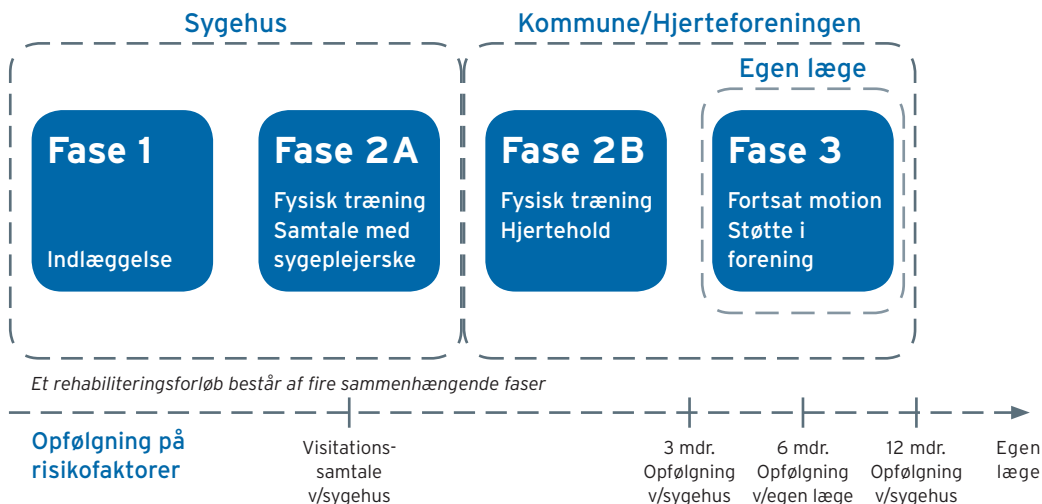 Sygehus
Kommune/Hjerteforeningen
Egen læge
Fase 1
Indlæggelse
Fase 2A
Fysisk træning
Samtale med
sygeplejerske
Fase 2B
Fysisk træning
Hjertehold
Fase 3
Fortsat motion
Støtte i
forening
Et rehabiliteringsforløb består af fire sammenhængende faser
Opfølgning på
risikofaktorer
Visitations-
samtale
v/sygehus
3 mdr.
Opfølgning
v/sygehus
6 mdr.
Opfølgning
v/egen læge
12 mdr.
Opfølgning
v/sygehus
Egen
læge